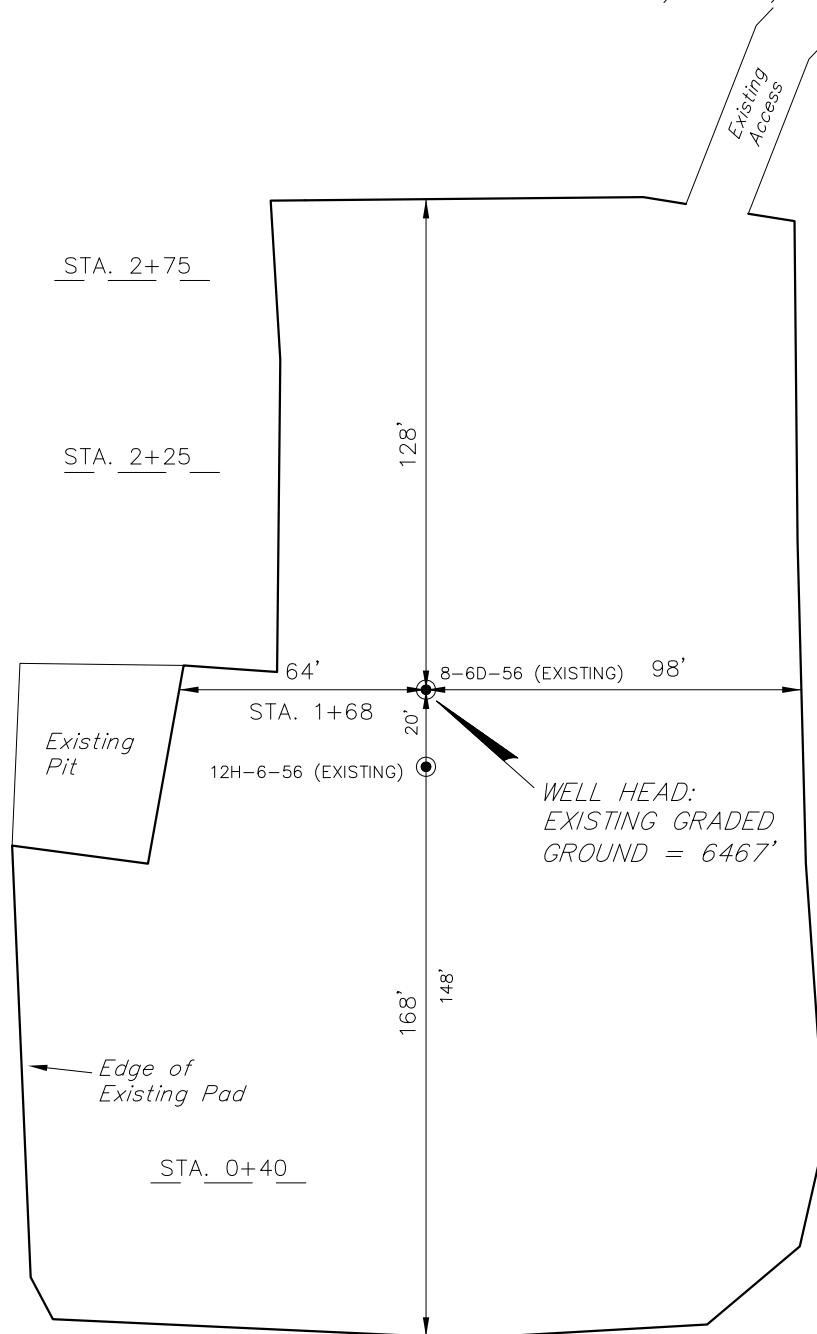 Existing
Access
STA. 2+75
128'
STA. 2+25
64'
8-6D-56 (EXISTING)
98'
STA. 1+68
20'
Existing
Pit
12H-6-56 (EXISTING)
WELL HEAD:
EXISTING GRADED
GROUND = 6467'
168'
148'
Edge of
Existing Pad
STA. 0+40